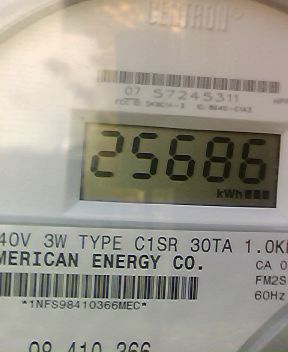 CENTRON®
07 57245311
25686
kWh
40V 3W TYPE C1SR 30TA 1.0K
MERICAN ENERGY CO.
CA 0
FM2S
60Hz
*1NFS98410366MEC*
98 410 366